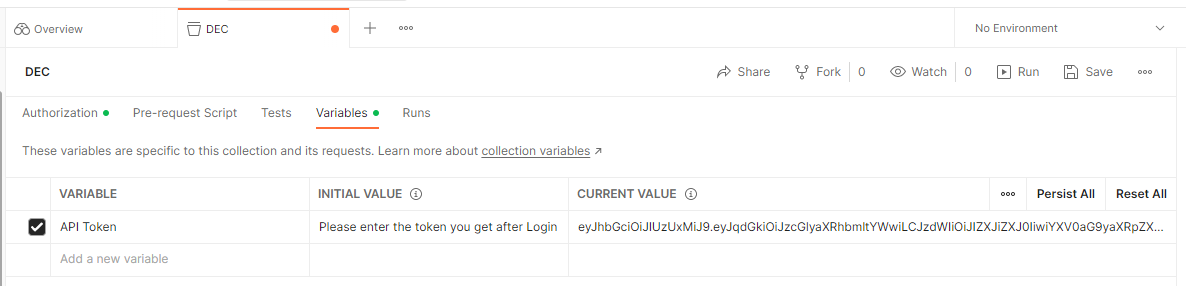 Overview
DEC
No Environment
DEC
Share
Fork 0
Watch 0
Run
Save
Authorization
Pre-request Script
Tests
Variables
Runs
These variables are specific to this collection and its requests. Learn more about collection variables ↗
VARIABLE INITIAL VALUE CURRENT VALUE Persist All Reset All
API Token Please enter the token you get after Login eyJhbGciOiJIUzUxMiJ9.eyJqdGkiOiJzcGlyaXRhbmltYWwiLCJzdWIiOiJIZXJiZXJ0IiwiYXV0aG9yaXRpZX...
Add a new variable